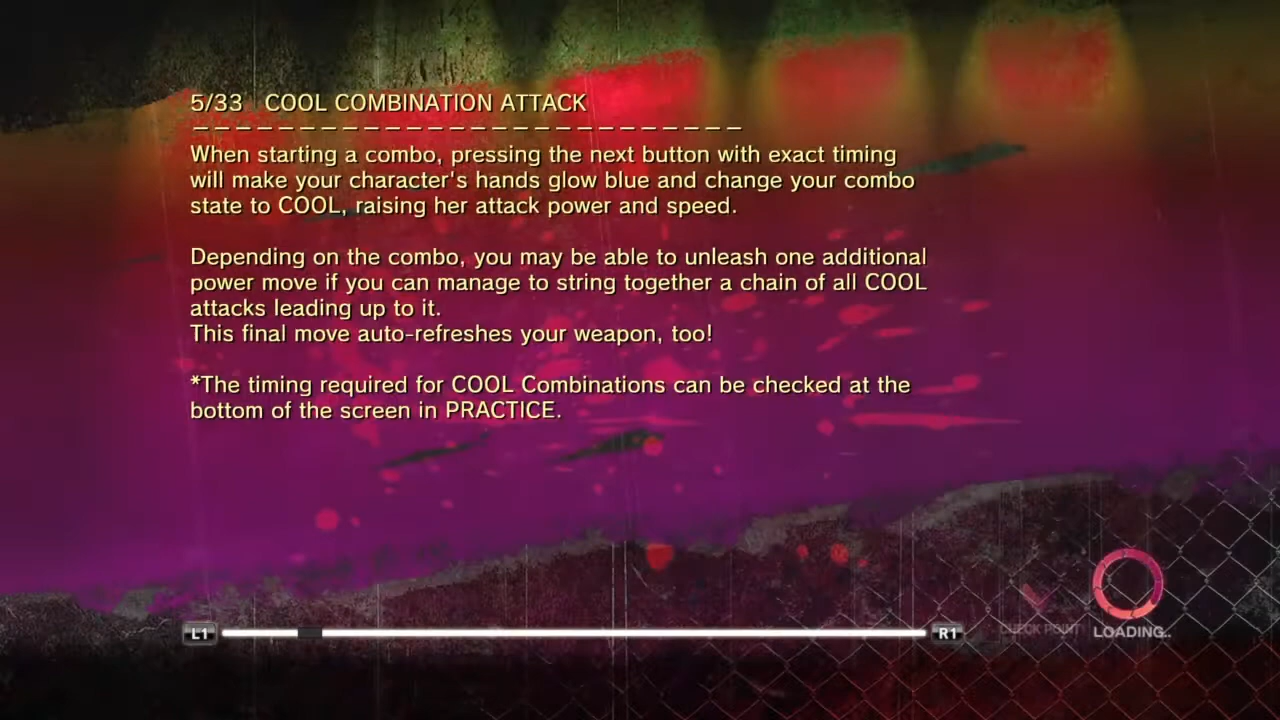 5/33 COOL COMBINATION ATTACK
When starting a combo, pressing the next button with exact timing
will make your character's hands glow blue and change your combo
state to COOL, raising her attack power and speed.
Depending on the combo, you may be able to unleash one additional
power move if you can manage to string together a chain of all COOL
attacks leading up to it.
This final move auto-refreshes your weapon, too!
*The timing required for COOL Combinations can be checked at the
bottom of the screen in PRACTICE.
L1
R1
CHECK POINT
LOADING..